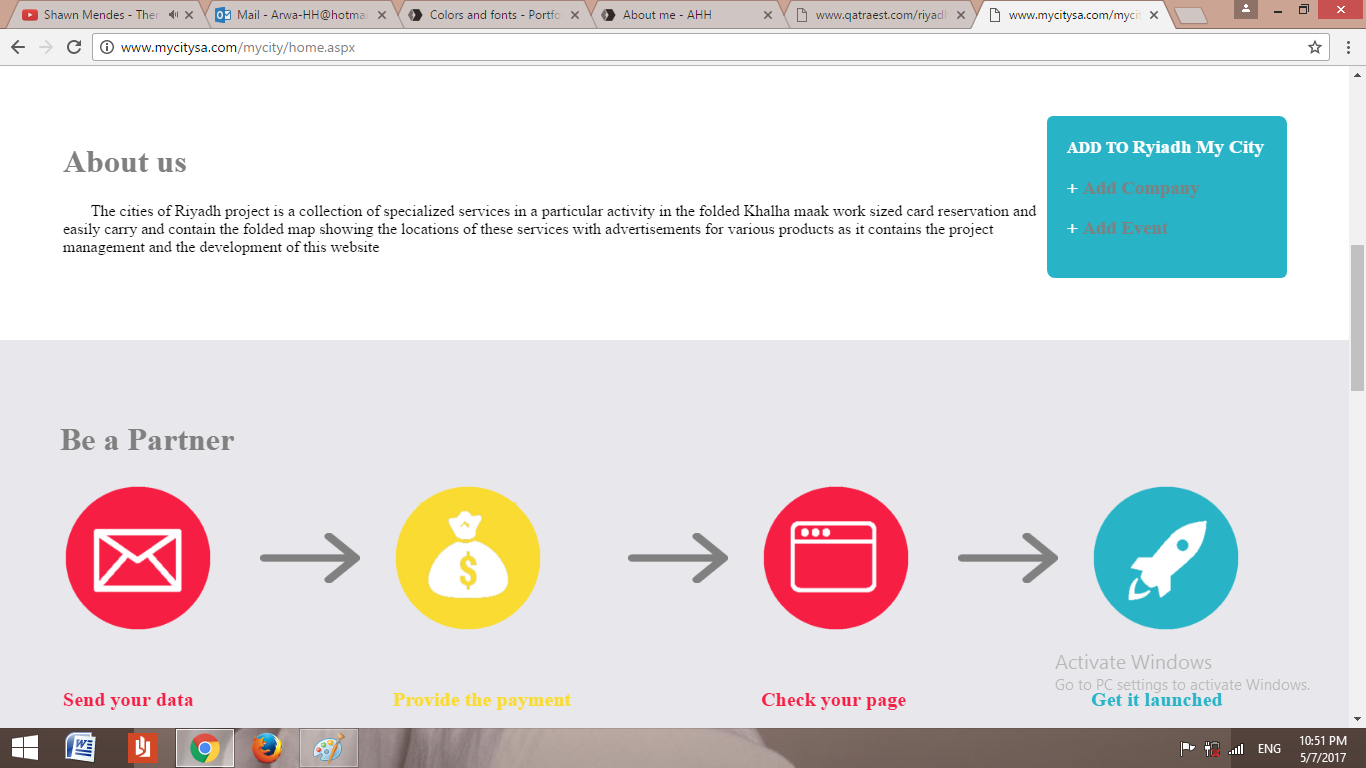 Shawn Mendes - Ther
Mail - Arwa-HH@hotma
Colors and fonts - Portfo
About me - AHH
www.qatraest.com/riyadh
www.mycitysa.com/myci
www.mycitysa.com/mycity/home.aspx
About us
The cities of Riyadh project is a collection of specialized services in a particular activity in the folded Khalha maak work sized card reservation and
easily carry and contain the folded map showing the locations of these services with advertisements for various products as it contains the project
management and the development of this website
ADD TO Ryiadh My City
+ Add Company
+ Add Event
Be a Partner
$
Send your data
Provide the payment
Check your page
Get it launched
Activate Windows
Go to PC settings to activate Windows.
ENG
10:51 PM
5/7/2017